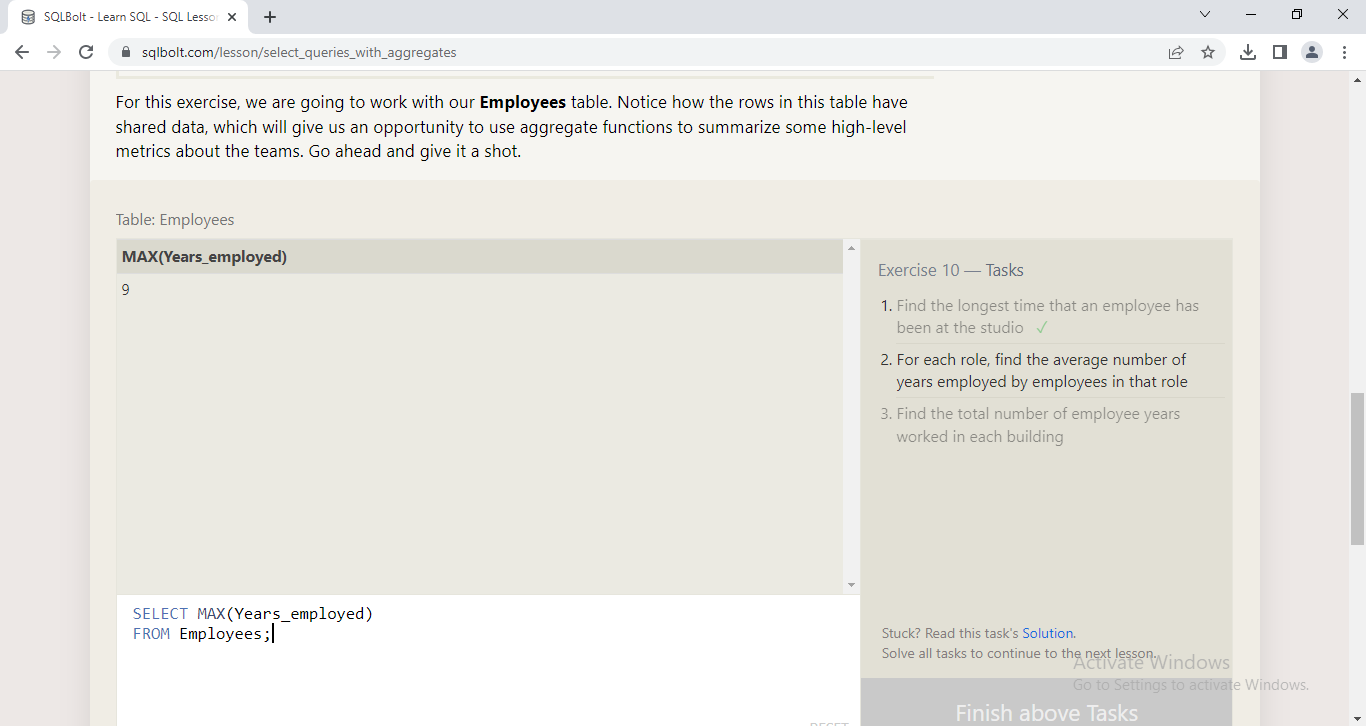 SQLBolt - Learn SQL - SQL Lesso
sqlbolt.com/lesson/select_queries_with_aggregates
For this exercise, we are going to work with our Employees table. Notice how the rows in this table have
shared data, which will give us an opportunity to use aggregate functions to summarize some high-level
metrics about the teams. Go ahead and give it a shot.
Table: Employees
MAX(Years_employed)
9
Exercise 10 — Tasks
1. Find the longest time that an employee has
been at the studio ✓
2. For each role, find the average number of
years employed by employees in that role
3. Find the total number of employee years
worked in each building
SELECT MAX(Years_employed)
FROM Employees;
Stuck? Read this task's Solution.
Solve all tasks to continue to the next lesson.
Activate Windows
Go to Settings to activate Windows.
RESET
Finish above Tasks